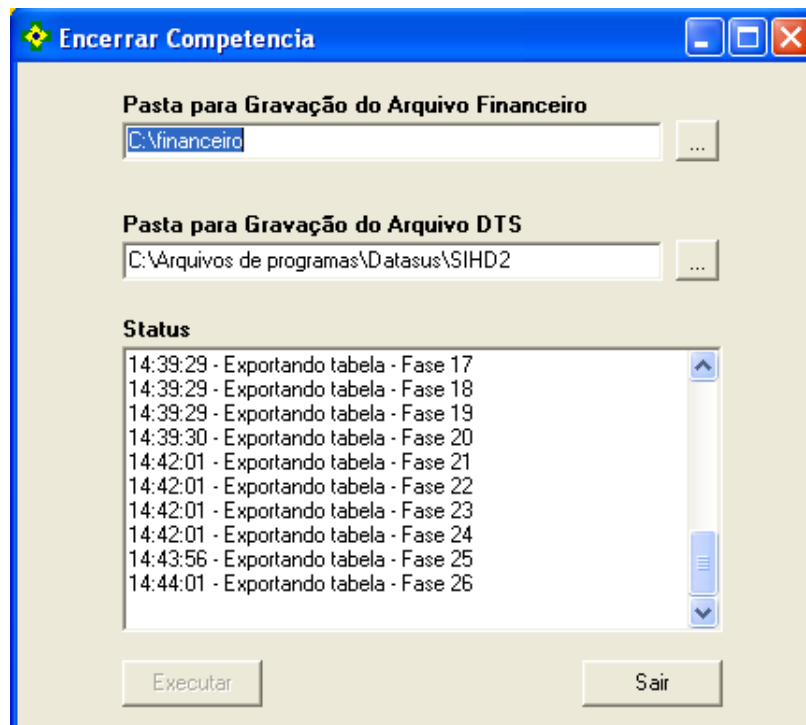 Encerrar Competencia
Pasta para Gravação do Arquivo Financeiro
C:\financeiro
...
Pasta para Gravação do Arquivo DTS
C:\Arquivos de programas\Datasus\SIHD2
...
Status
14:39:29 - Exportando tabela - Fase 17
14:39:29 - Exportando tabela - Fase 18
14:39:29 - Exportando tabela - Fase 19
14:39:30 - Exportando tabela - Fase 20
14:42:01 - Exportando tabela - Fase 21
14:42:01 - Exportando tabela - Fase 22
14:42:01 - Exportando tabela - Fase 23
14:42:01 - Exportando tabela - Fase 24
14:43:56 - Exportando tabela - Fase 25
14:44:01 - Exportando tabela - Fase 26
Executar
Sair